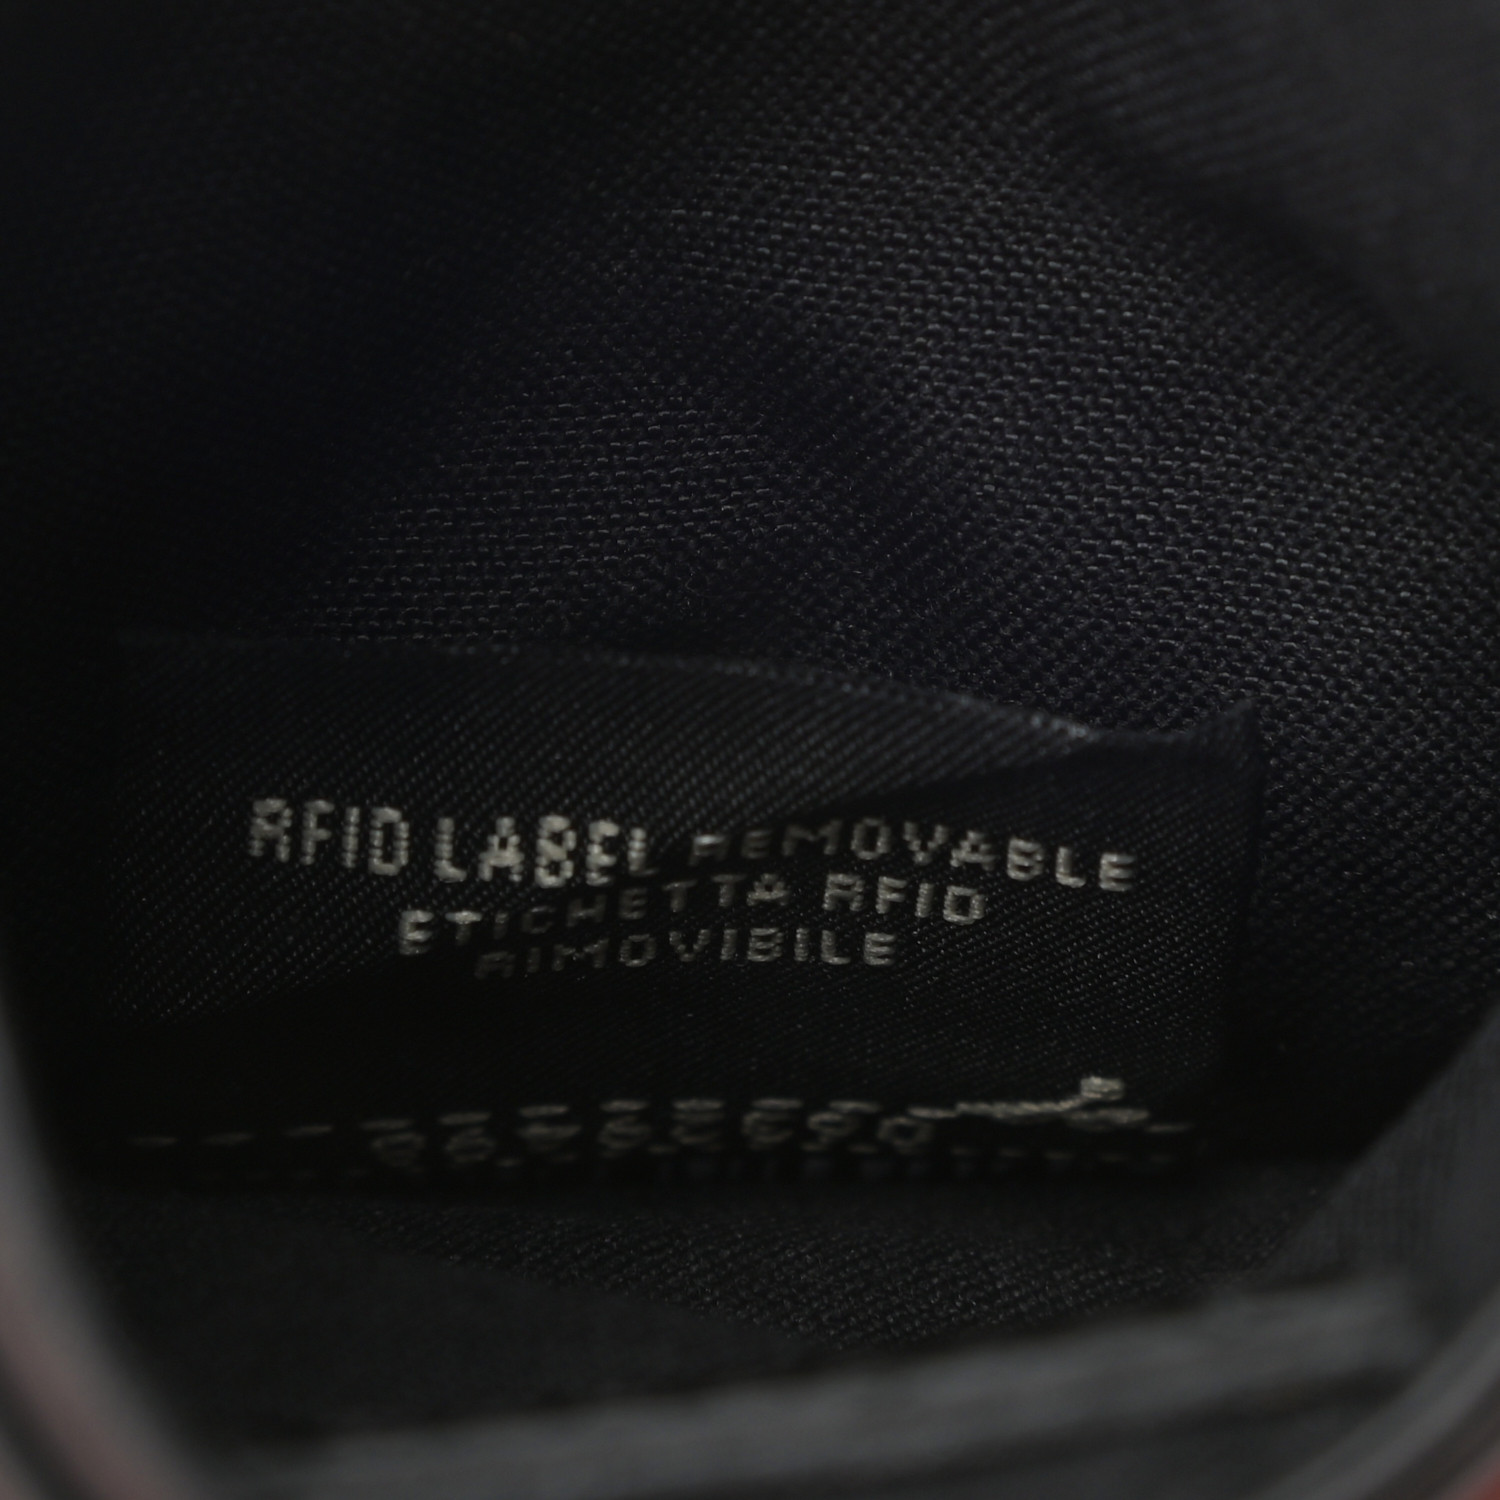 RFID LABEL REMOVABLE
ETICHETTA RFID
RIMOVIBILE